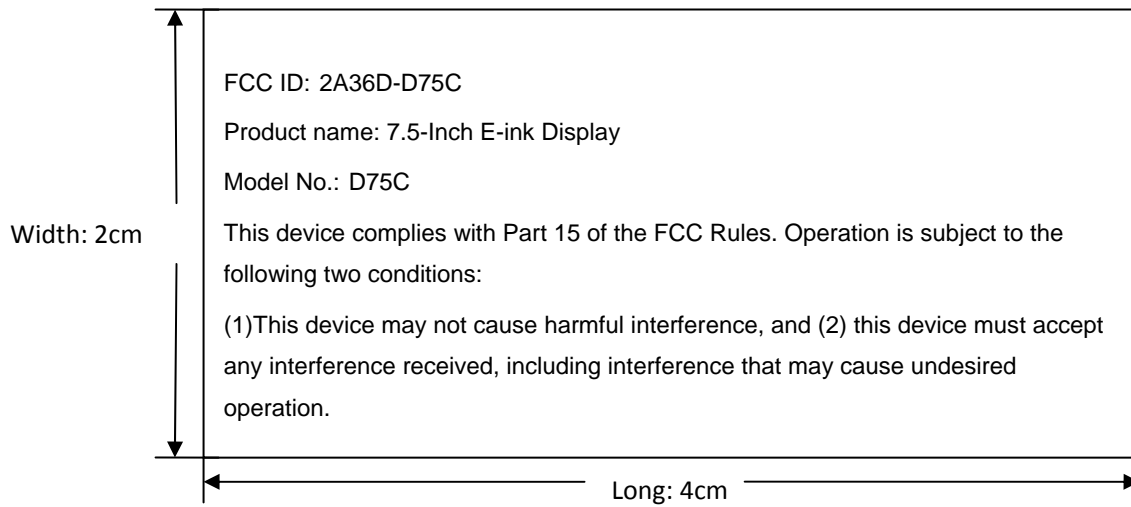 FCC ID: 2A36D-D75C
Product name: 7.5-Inch E-ink Display
Model No.: D75C
Width: 2cm
This device complies with Part 15 of the FCC Rules. Operation is subject to the
following two conditions:
(1)This device may not cause harmful interference, and (2) this device must accept
any interference received, including interference that may cause undesired
operation.
Long: 4cm